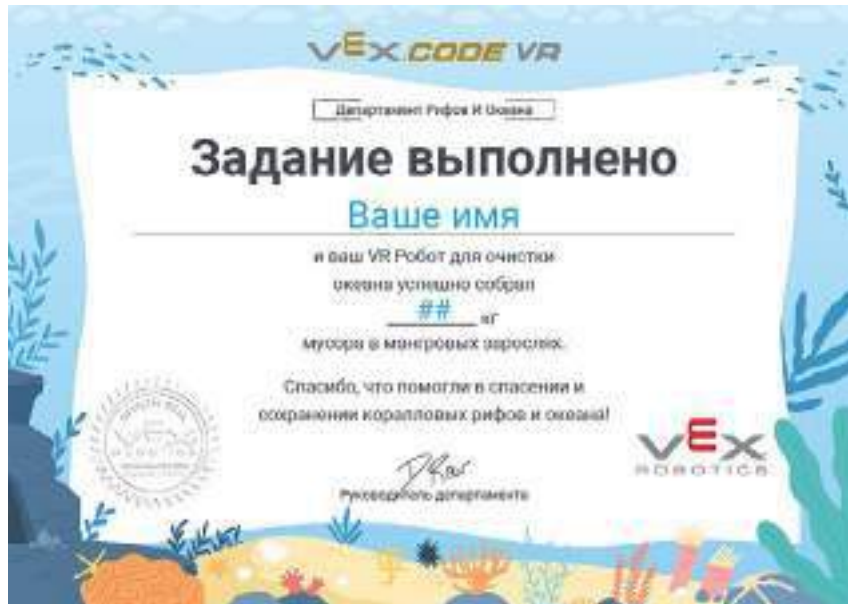 VEX CODE VR
Департамент Рифов И Океана
Задание выполнено
Ваше имя
и ваш VR Робот для очистки
океана успешно собрал
## кг
мусора в мангровых зарослях.
Спасибо, что помогли в спасении и
сохранении коралловых рифов и океана!
Руководитель департамента
VEX
ROBOTICS